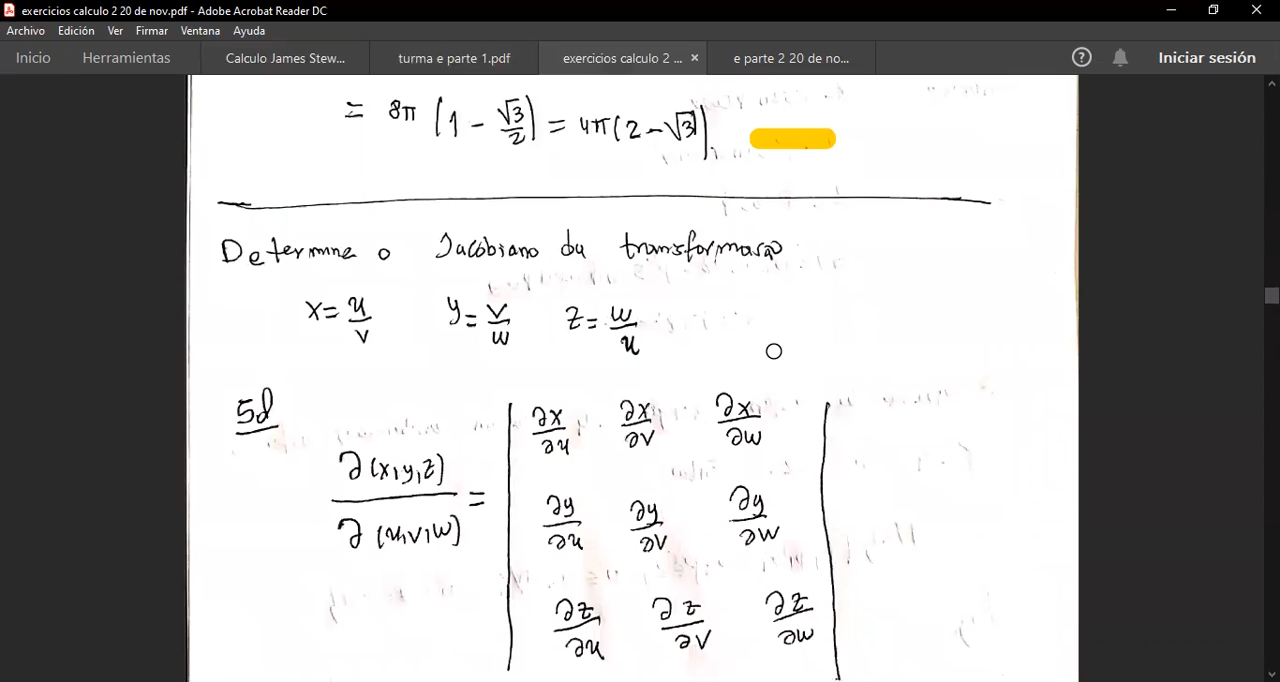 exercicios calculo 2 20 de nov.pdf - Adobe Acrobat Reader DC
Archivo Edición Ver Firmar Ventana Ayuda
Inicio Herramientas Calculo James Stew... turma e parte 1.pdf exercicios calculo 2 ... × e parte 2 20 de no... Iniciar sesión
= 8π (1 - √3/2) = 4π(2-√3)
Determine o Jacobiano da transformação
x = u/v y = v/w z = w/u
Sol
∂(x,y,z)/∂(u,v,w) = | ∂x/∂u ∂x/∂v ∂x/∂w
∂y/∂u ∂y/∂v ∂y/∂w
∂z/∂u ∂z/∂v ∂z/∂w |